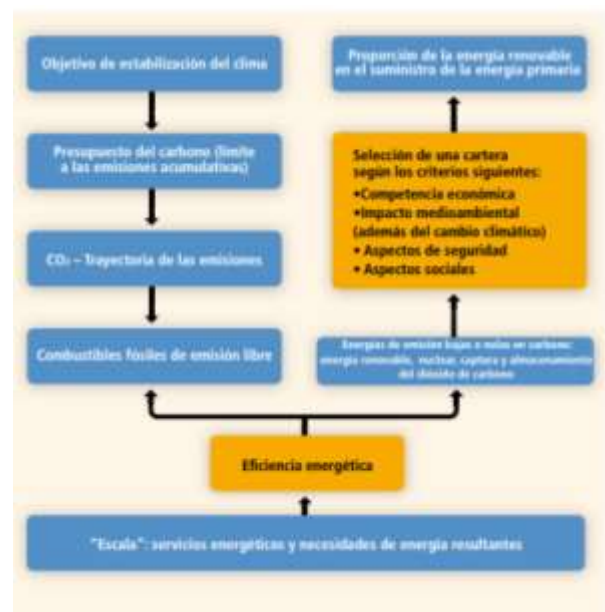 Objetivo de estabilización del clima
Presupuesto del carbono (límite
a las emisiones acumulativas)
CO₂ – Trayectoria de las emisiones
Combustibles fósiles de emisión libre
Proporción de la energía renovable
en el suministro de la energía primaria
Selección de una cartera
según los criterios siguientes:
•Competencia económica
•Impacto medioambiental
(además del cambio climático)
• Aspectos de seguridad
• Aspectos sociales
Energías de emisión bajas o nulas en carbono:
energía renovable, nuclear, captura y almacenamiento
del dióxido de carbono
Eficiencia energética
"Escala": servicios energéticos y necesidades de energía resultantes